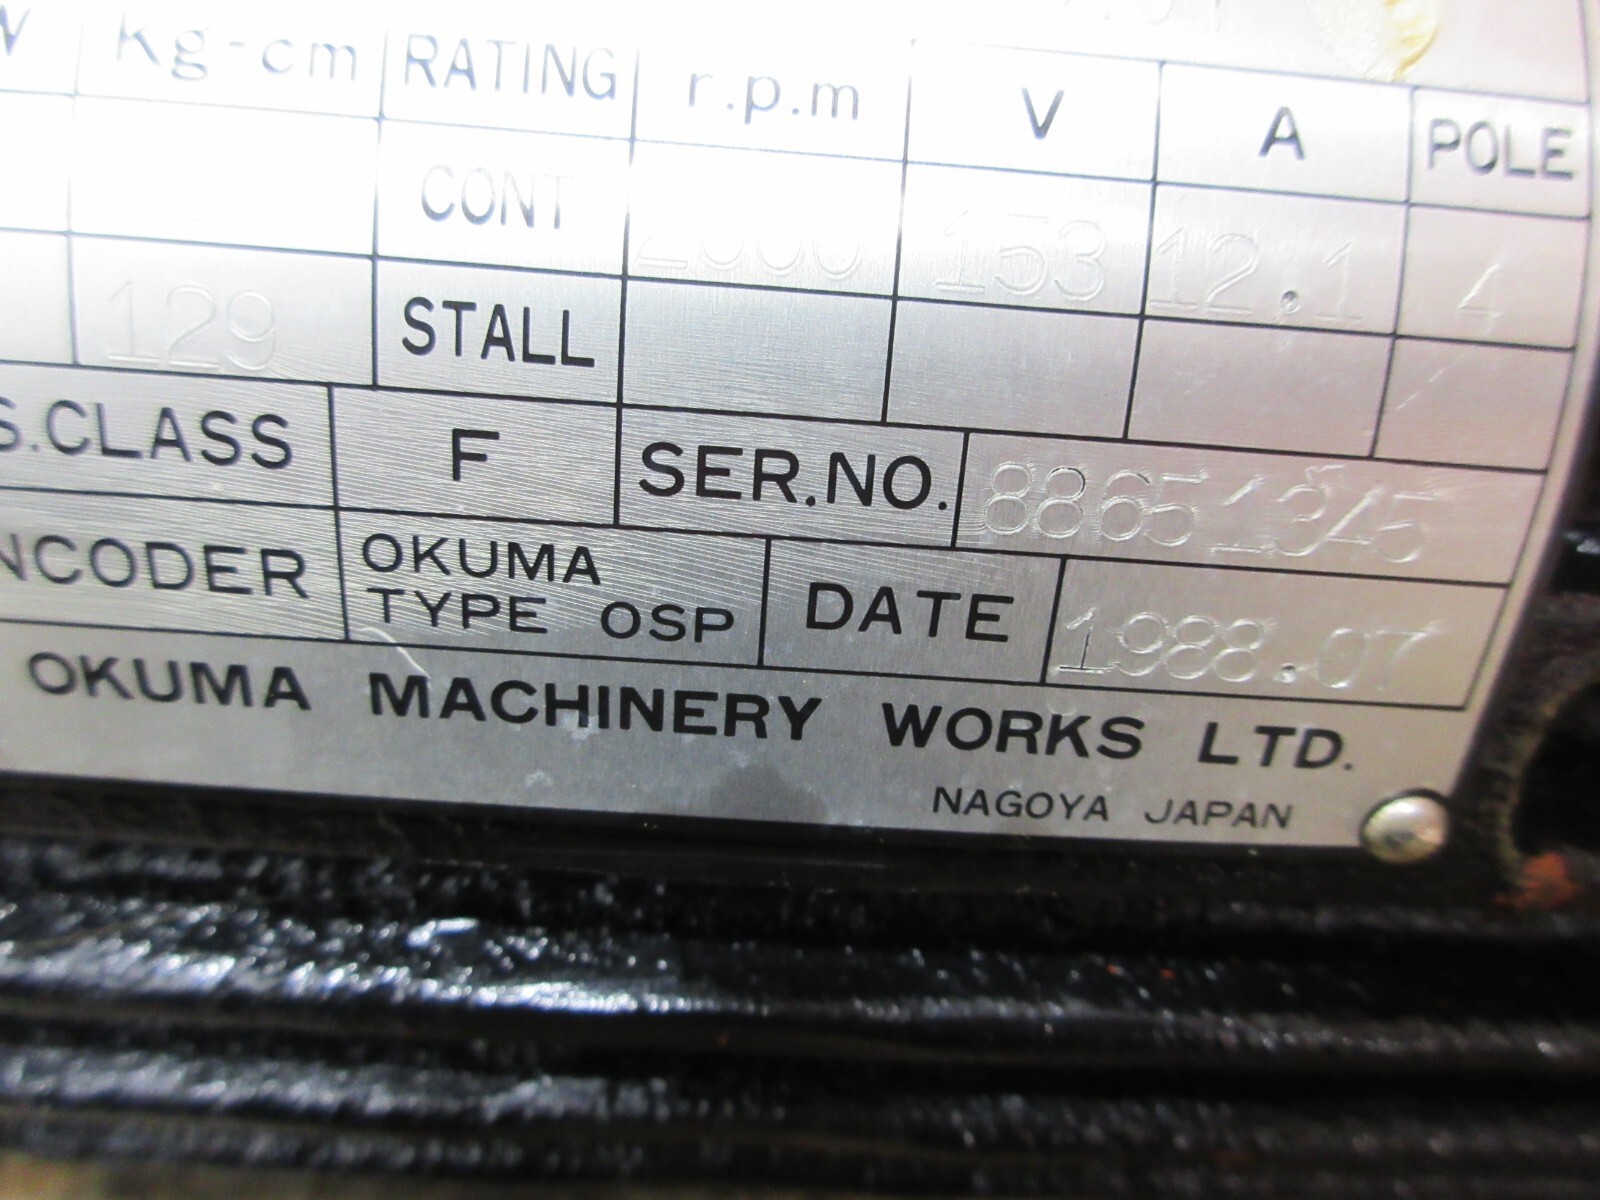 Kg-cm RATING r.p.m V A POLE
CONT 2000 153 12.1 4
129 STALL
S.CLASS F SER.NO. 88651345
NCODER OKUMA
TYPE OSP DATE 1988.07
OKUMA MACHINERY WORKS LTD.
NAGOYA JAPAN